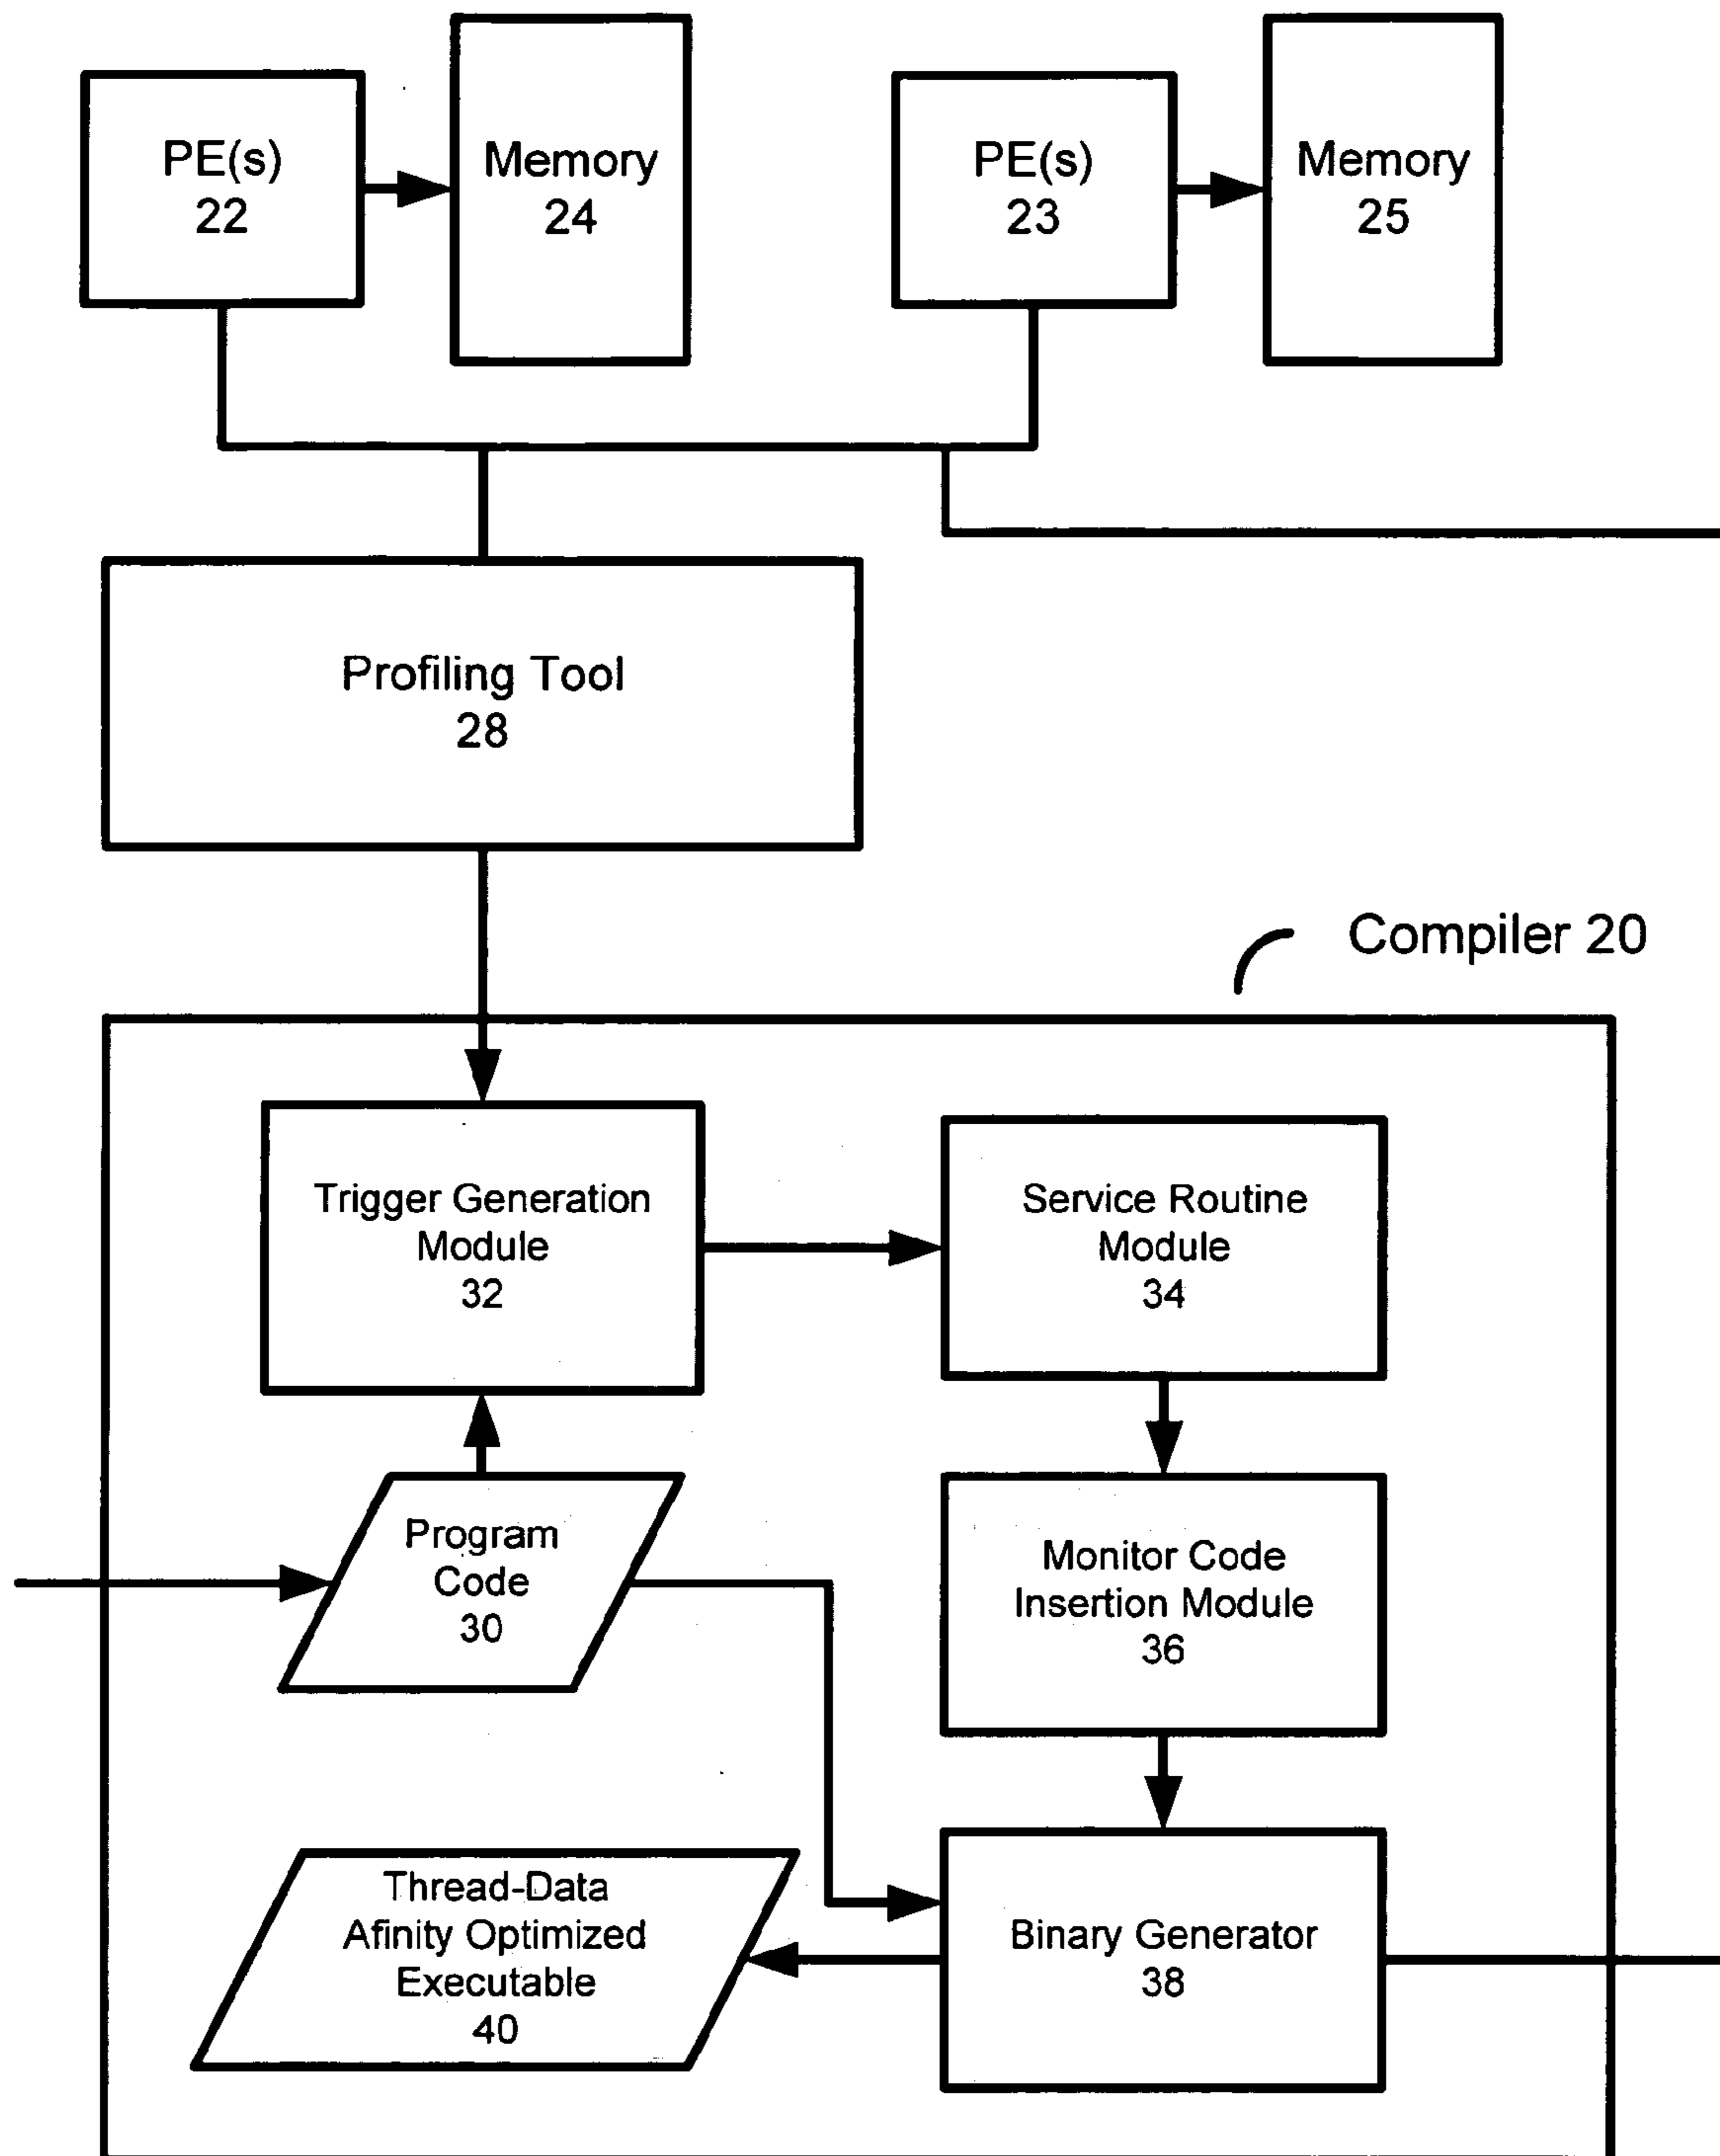 PE(s)
22
Memory
24
PE(s)
23
Memory
25
Profiling Tool
28
Compiler 20
Trigger Generation
Module
32
Service Routine
Module
34
Program
Code
30
Monitor Code
Insertion Module
36
Thread-Data
Afinity Optimized
Executable
40
Binary Generator
38